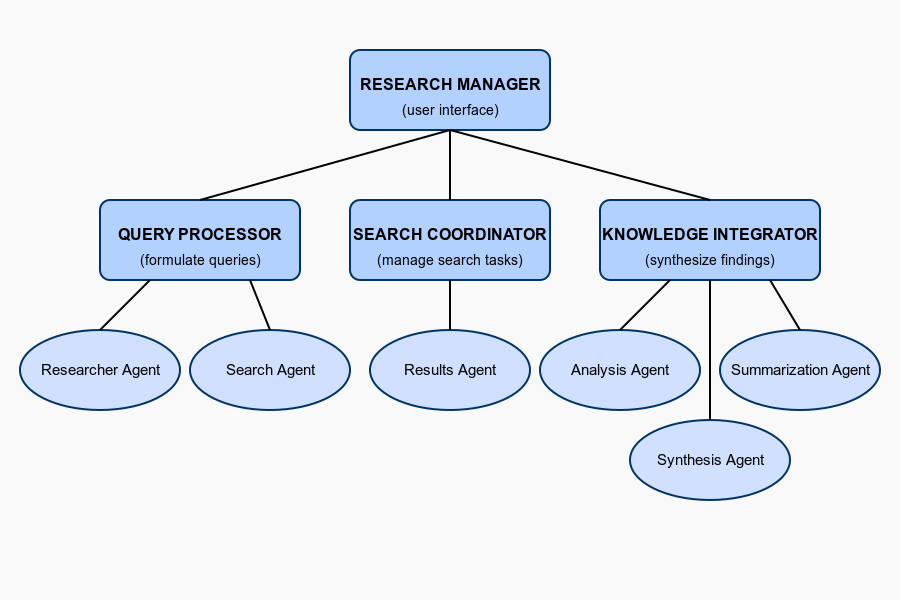 RESEARCH MANAGER
(user interface)
QUERY PROCESSOR
(formulate queries)
SEARCH COORDINATOR
(manage search tasks)
KNOWLEDGE INTEGRATOR
(synthesize findings)
Researcher Agent
Search Agent
Results Agent
Analysis Agent
Summarization Agent
Synthesis Agent